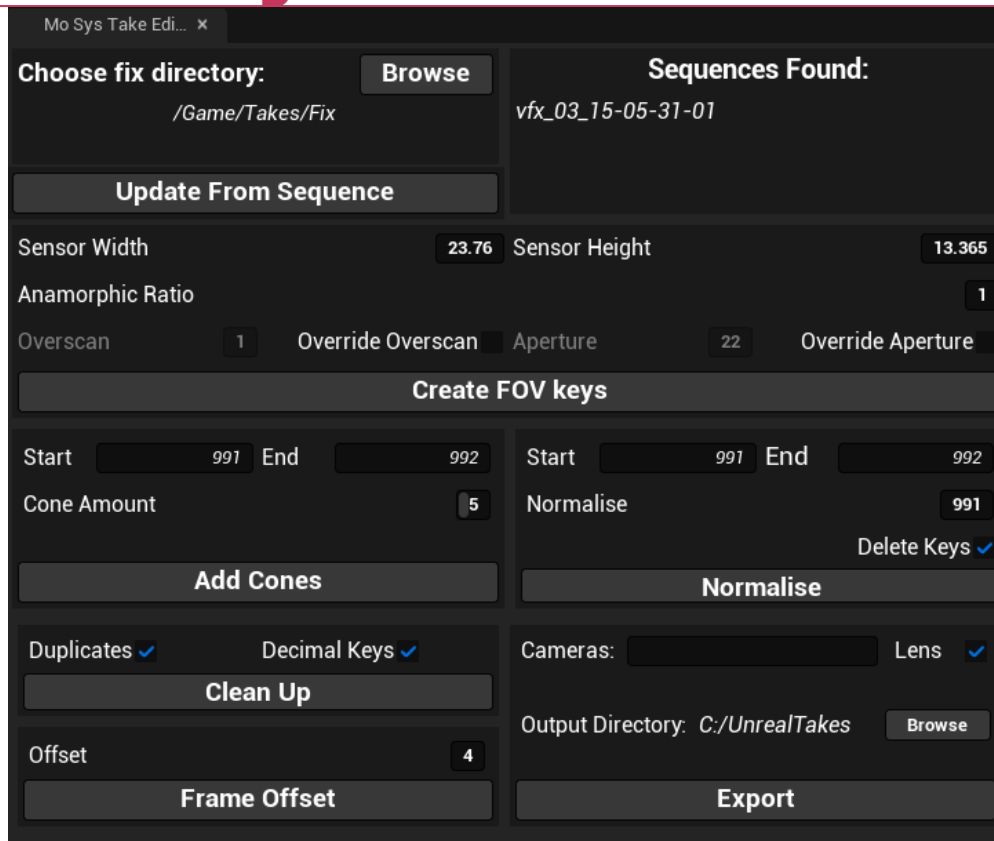 Mo Sys Take Edi... ×
Choose fix directory: Browse
/Game/Takes/Fix
Update From Sequence
Sequences Found:
vfx_03_15-05-31-01
Sensor Width 23.76 Sensor Height 13.365
Anamorphic Ratio 1
Overscan 1 Override Overscan Aperture 22 Override Aperture
Create FOV keys
Start 991 End 992
Cone Amount 5
Add Cones
Start 991 End 992
Normalise 991
Delete Keys
Normalise
Duplicates Decimal Keys
Clean Up
Offset 4
Frame Offset
Cameras: Lens
Output Directory: C:/UnrealTakes Browse
Export